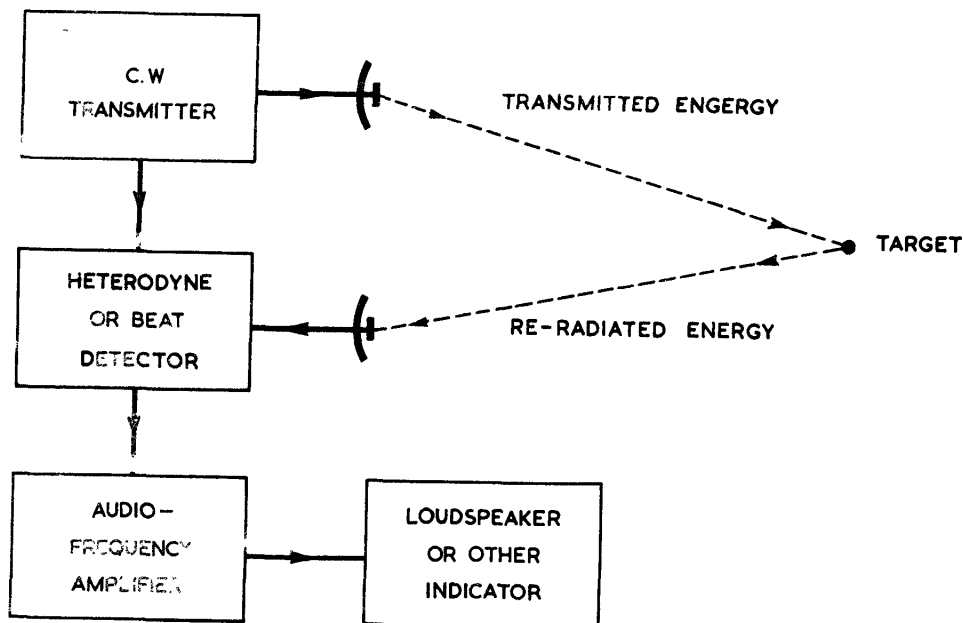 C.W
TRANSMITTER
TRANSMITTED ENGERGY
TARGET
HETERODYNE
OR BEAT
DETECTOR
RE-RADIATED ENERGY
AUDIO-
FREQUENCY
AMPLIFIER
LOUDSPEAKER
OR OTHER
INDICATOR